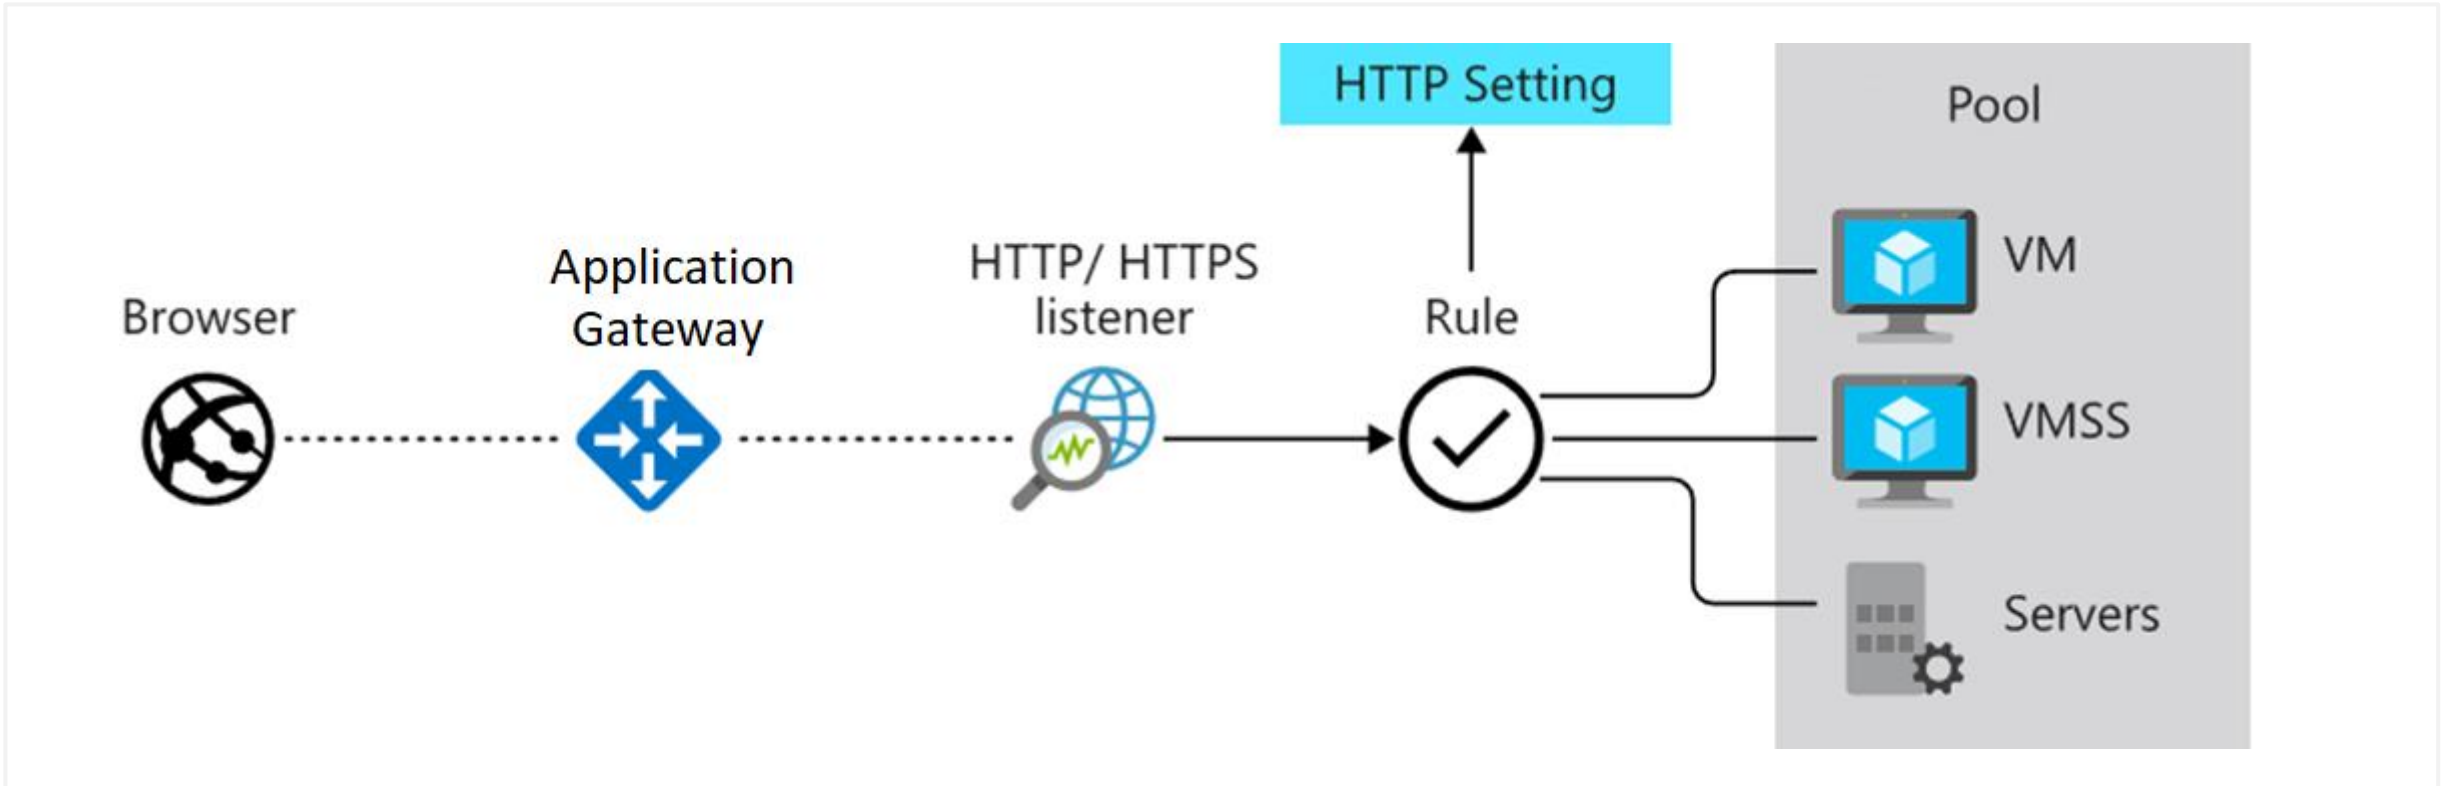 Browser
Application
Gateway
HTTP/ HTTPS
listener
HTTP Setting
Rule
Pool
VM
VMSS
Servers